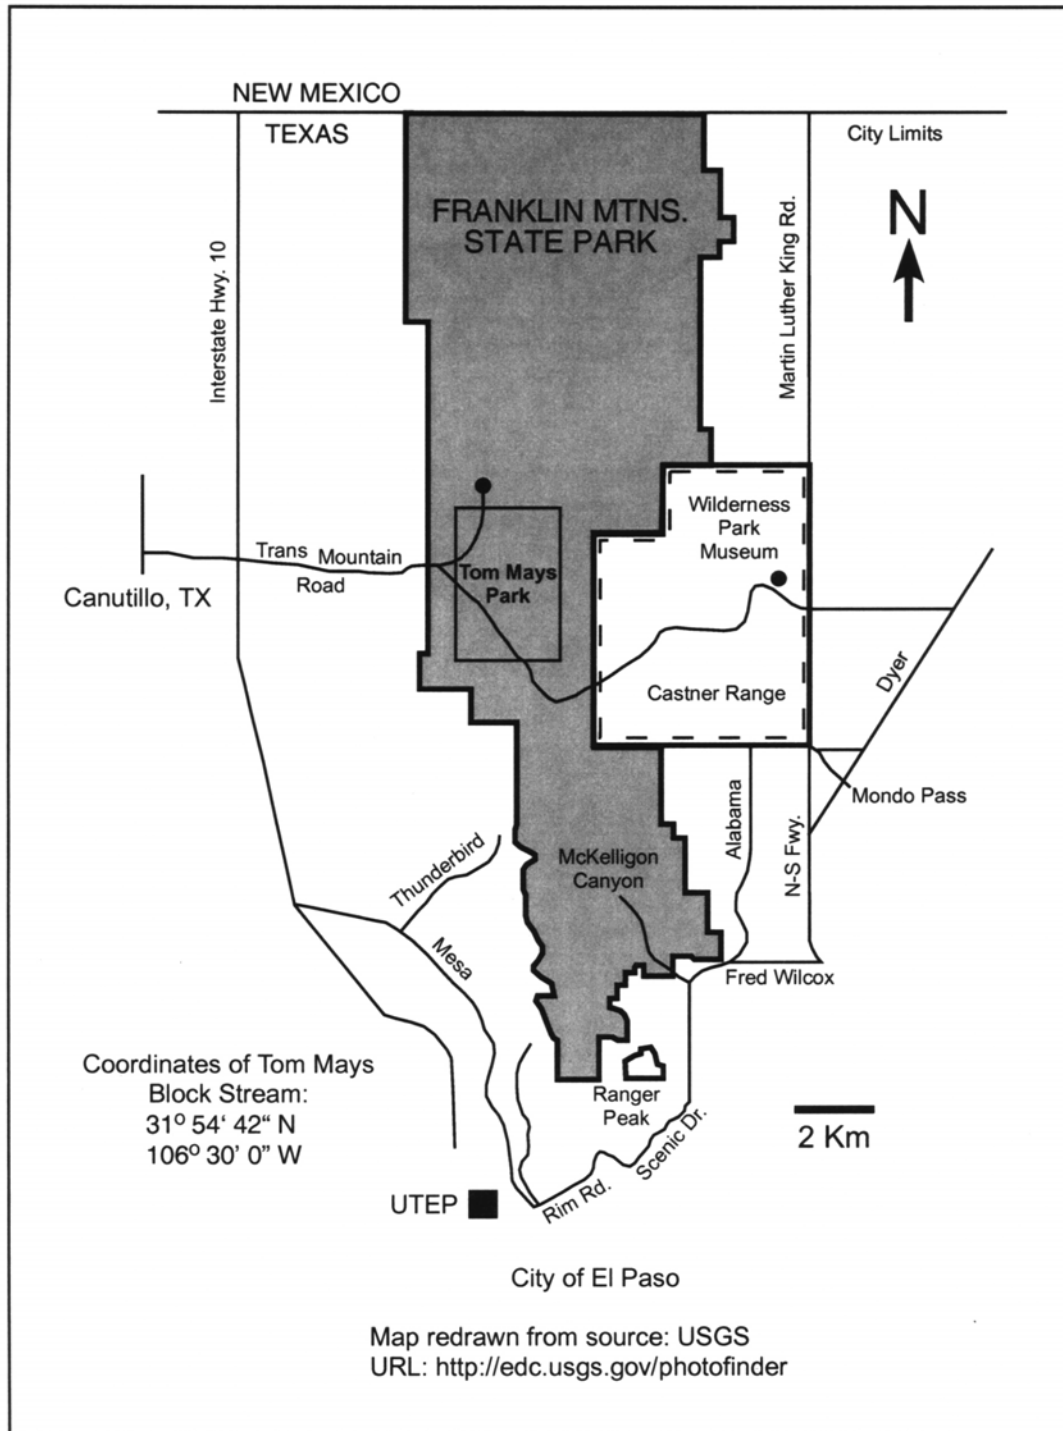 NEW MEXICO
TEXAS
City Limits
FRANKLIN MTNS.
STATE PARK
N
Interstate Hwy. 10
Martin Luther King Rd.
Wilderness
Park
Museum
Trans Mountain
Road
Tom Mays
Park
Canutillo, TX
Castner Range
Dyer
Mondo Pass
Alabama
N-S Fwy.
Thunderbird
McKelligon
Canyon
Mesa
Fred Wilcox
Coordinates of Tom Mays
Block Stream:
31º 54‘ 42“ N
106º 30’ 0” W
Ranger
Peak
Scenic Dr.
2 Km
UTEP
Rim Rd.
City of El Paso
Map redrawn from source: USGS
URL: http://edc.usgs.gov/photofinder